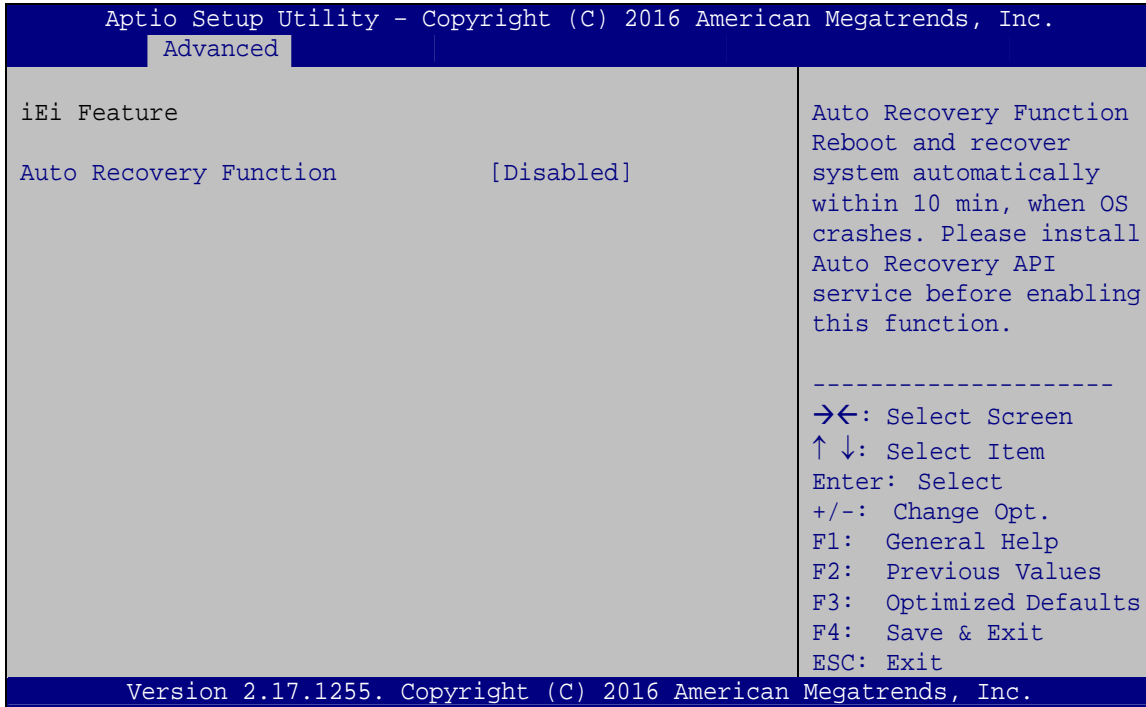 Aptio Setup Utility – Copyright (C) 2016 American Megatrends, Inc.
Advanced
iEi Feature
Auto Recovery Function [Disabled]
Auto Recovery Function
Reboot and recover
system automatically
within 10 min, when OS
crashes. Please install
Auto Recovery API
service before enabling
this function.
---------------------
→←: Select Screen
↑ ↓: Select Item
Enter: Select
+/-: Change Opt.
F1: General Help
F2: Previous Values
F3: Optimized Defaults
F4: Save & Exit
ESC: Exit
Version 2.17.1255. Copyright (C) 2016 American Megatrends, Inc.